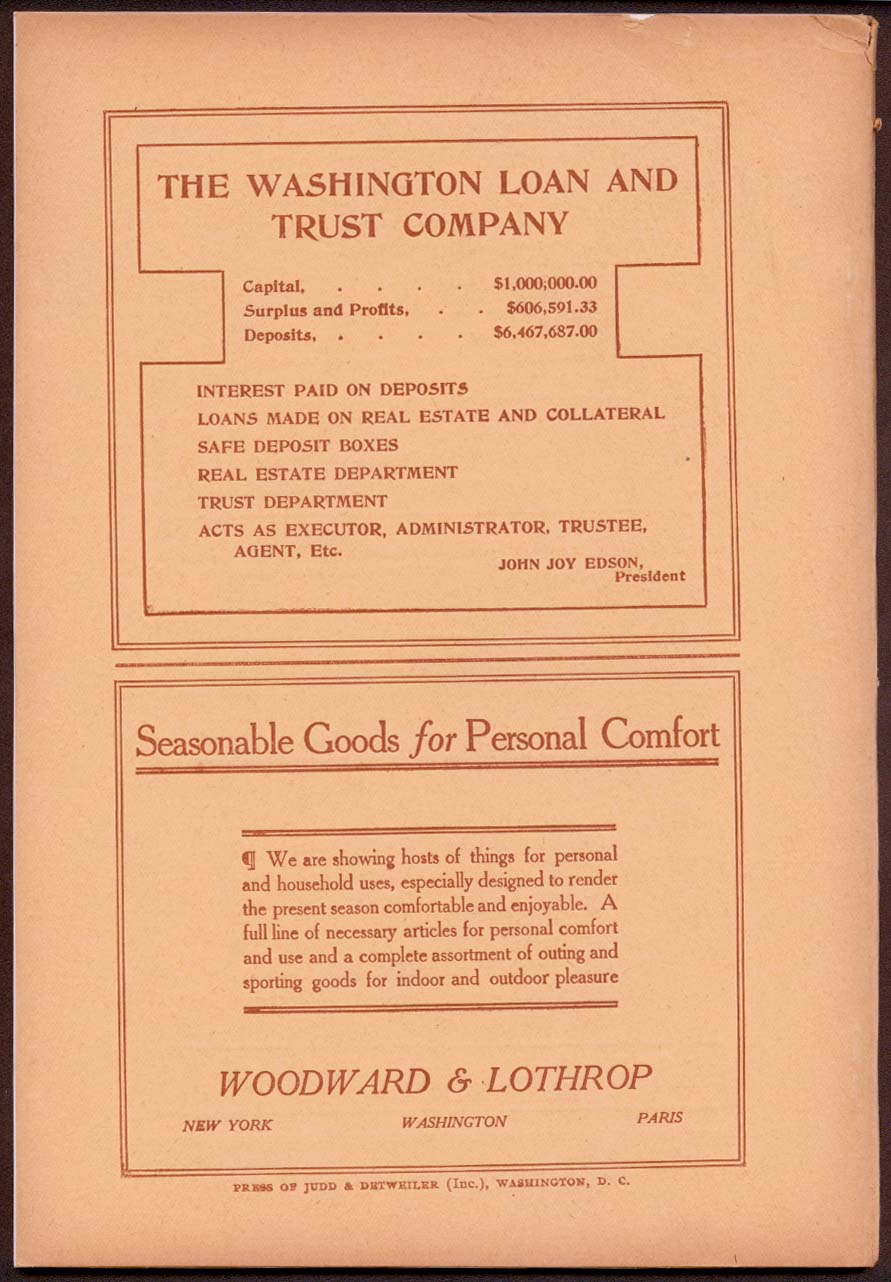 THE WASHINGTON LOAN AND
TRUST COMPANY
Capital, . . . . $1,000,000.00
Surplus and Profits, . . $606,591.33
Deposits, . . . . $6,467,687.00
INTEREST PAID ON DEPOSITS
LOANS MADE ON REAL ESTATE AND COLLATERAL
SAFE DEPOSIT BOXES
REAL ESTATE DEPARTMENT
TRUST DEPARTMENT
ACTS AS EXECUTOR, ADMINISTRATOR, TRUSTEE,
AGENT, Etc.
JOHN JOY EDSON,
President
Seasonable Goods for Personal Comfort
¶ We are showing hosts of things for personal
and household uses, especially designed to render
the present season comfortable and enjoyable. A
full line of necessary articles for personal comfort
and use and a complete assortment of outing and
sporting goods for indoor and outdoor pleasure
WOODWARD & LOTHROP
NEW YORK WASHINGTON PARIS
PRESS OF JUDD & DETWEILER (Inc.), WASHINGTON, D. C.